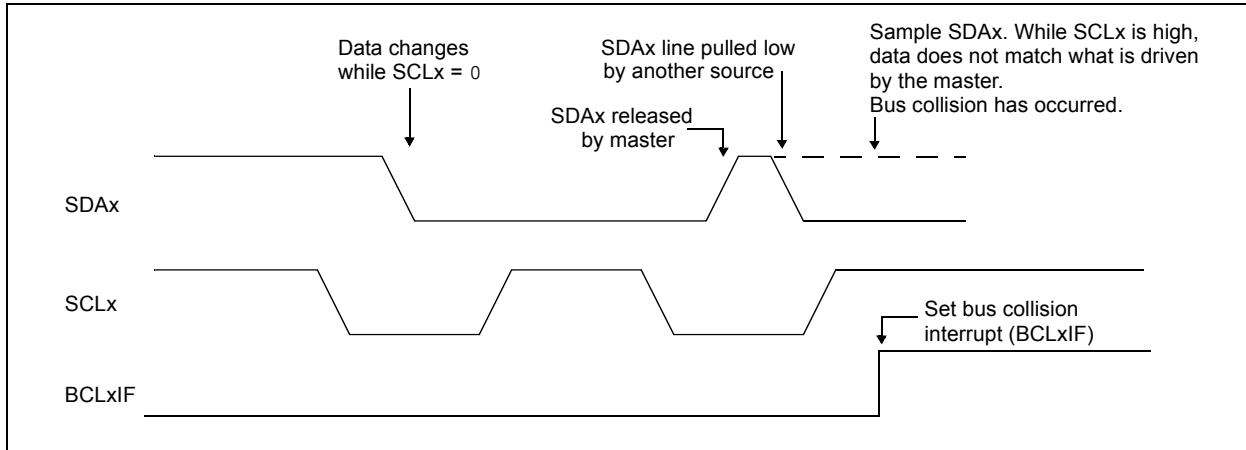 Data changes
while SCLx = 0
SDAx line pulled low
by another source
Sample SDAx. While SCLx is high,
data does not match what is driven
by the master.
Bus collision has occurred.
SDAx released
by master
SDAx
SCLx
Set bus collision
interrupt (BCLxIF)
BCLxIF